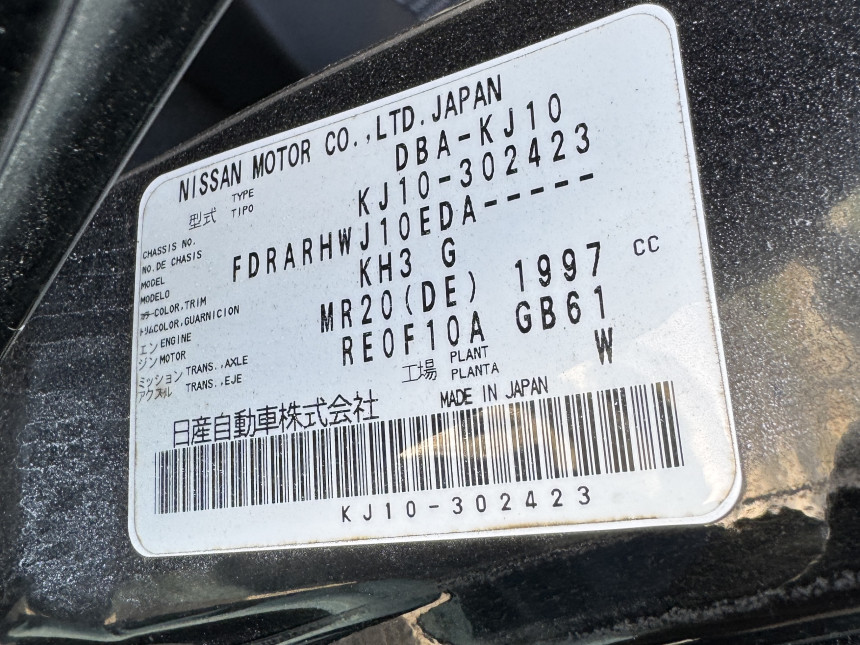 NISSAN MOTOR CO.,LTD.JAPAN
型式 TYPE TIPO DBA-KJ10
CHASSIS NO. NO.DE CHASIS KJ10-302423
MODEL MODELO FDRARHWJ10EDA-----
カラー COLOR,TRIM トリム COLOR,GUARNICION KH3 G
エンジン ENGINE MOTOR MR20(DE) 1997 CC
ミッション アクスル TRANS.,AXLE TRANS.,EJE RE0F10A GB61
工場 PLANT PLANTA W
日産自動車株式会社 MADE IN JAPAN
KJ10-302423